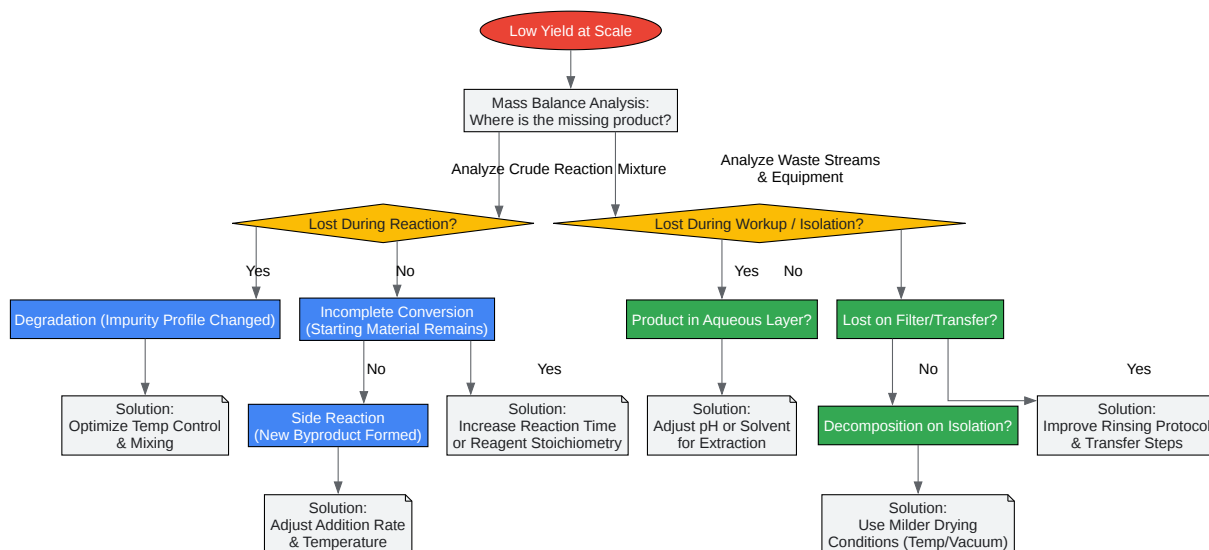 Low Yield at Scale
Mass Balance Analysis:
Where is the missing product?
Analyze Crude Reaction Mixture
Analyze Waste Streams
& Equipment
Lost During Reaction?
Lost During Workup / Isolation?
Yes
No
Yes
No
Degradation (Impurity Profile Changed)
Incomplete Conversion
(Starting Material Remains)
Product in Aqueous Layer?
Lost on Filter/Transfer?
No
Yes
No
Yes
Solution:
Optimize Temp Control
& Mixing
Side Reaction
(New Byproduct Formed)
Solution:
Increase Reaction Time
or Reagent Stoichiometry
Solution:
Adjust pH or Solvent
for Extraction
Decomposition on Isolation?
Solution:
Improve Rinsing Protocol
& Transfer Steps
Solution:
Adjust Addition Rate
& Temperature
Solution:
Use Milder Drying
Conditions (Temp/Vacuum)